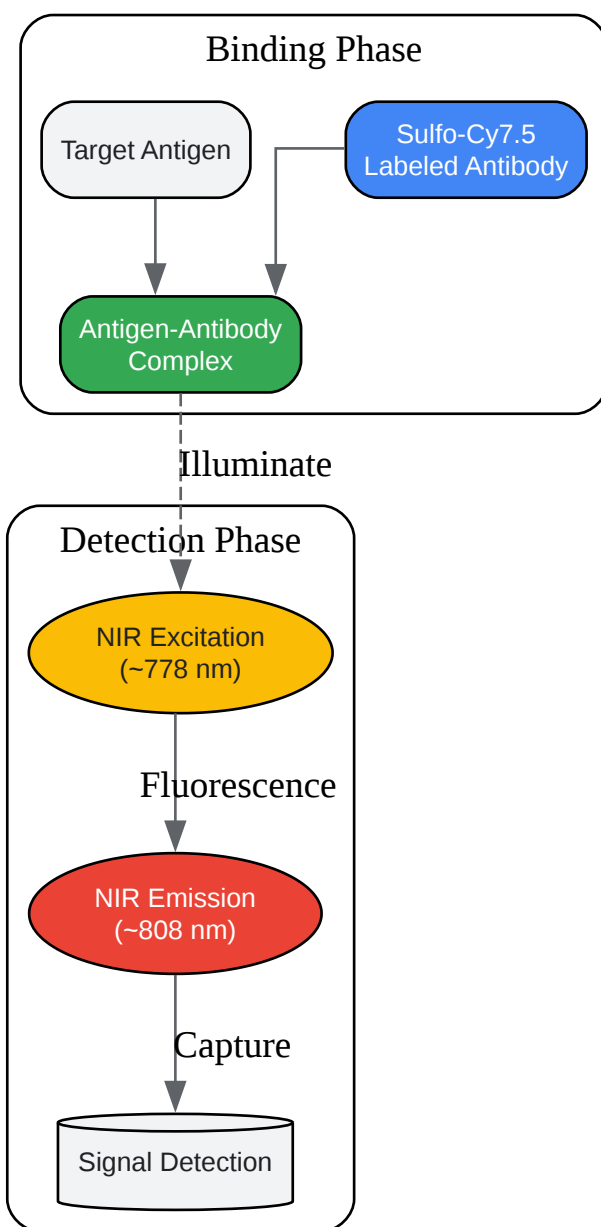 Binding Phase
Target Antigen
Sulfo-Cy7.5
Labeled Antibody
Antigen-Antibody
Complex
Illuminate
Detection Phase
NIR Excitation
(~778 nm)
Fluorescence
NIR Emission
(~808 nm)
Capture
Signal Detection